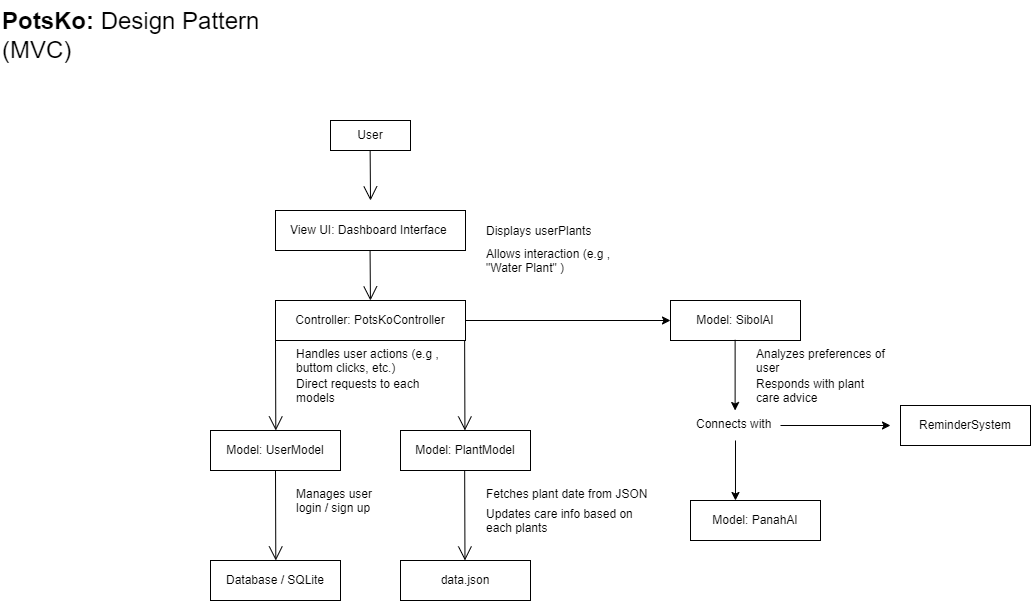 PotsKo: Design Pattern
(MVC)
User
View UI: Dashboard Interface
Displays userPlants
Allows interaction (e.g ,
"Water Plant" )
Controller: PotsKoController
Model: SibolAI
Handles user actions (e.g ,
buttom clicks, etc.)
Direct requests to each
models
Analyzes preferences of
user
Responds with plant
care advice
Connects with
ReminderSystem
Model: UserModel
Model: PlantModel
Manages user
login / sign up
Fetches plant date from JSON
Updates care info based on
each plants
Model: PanahAI
Database / SQLite
data.json